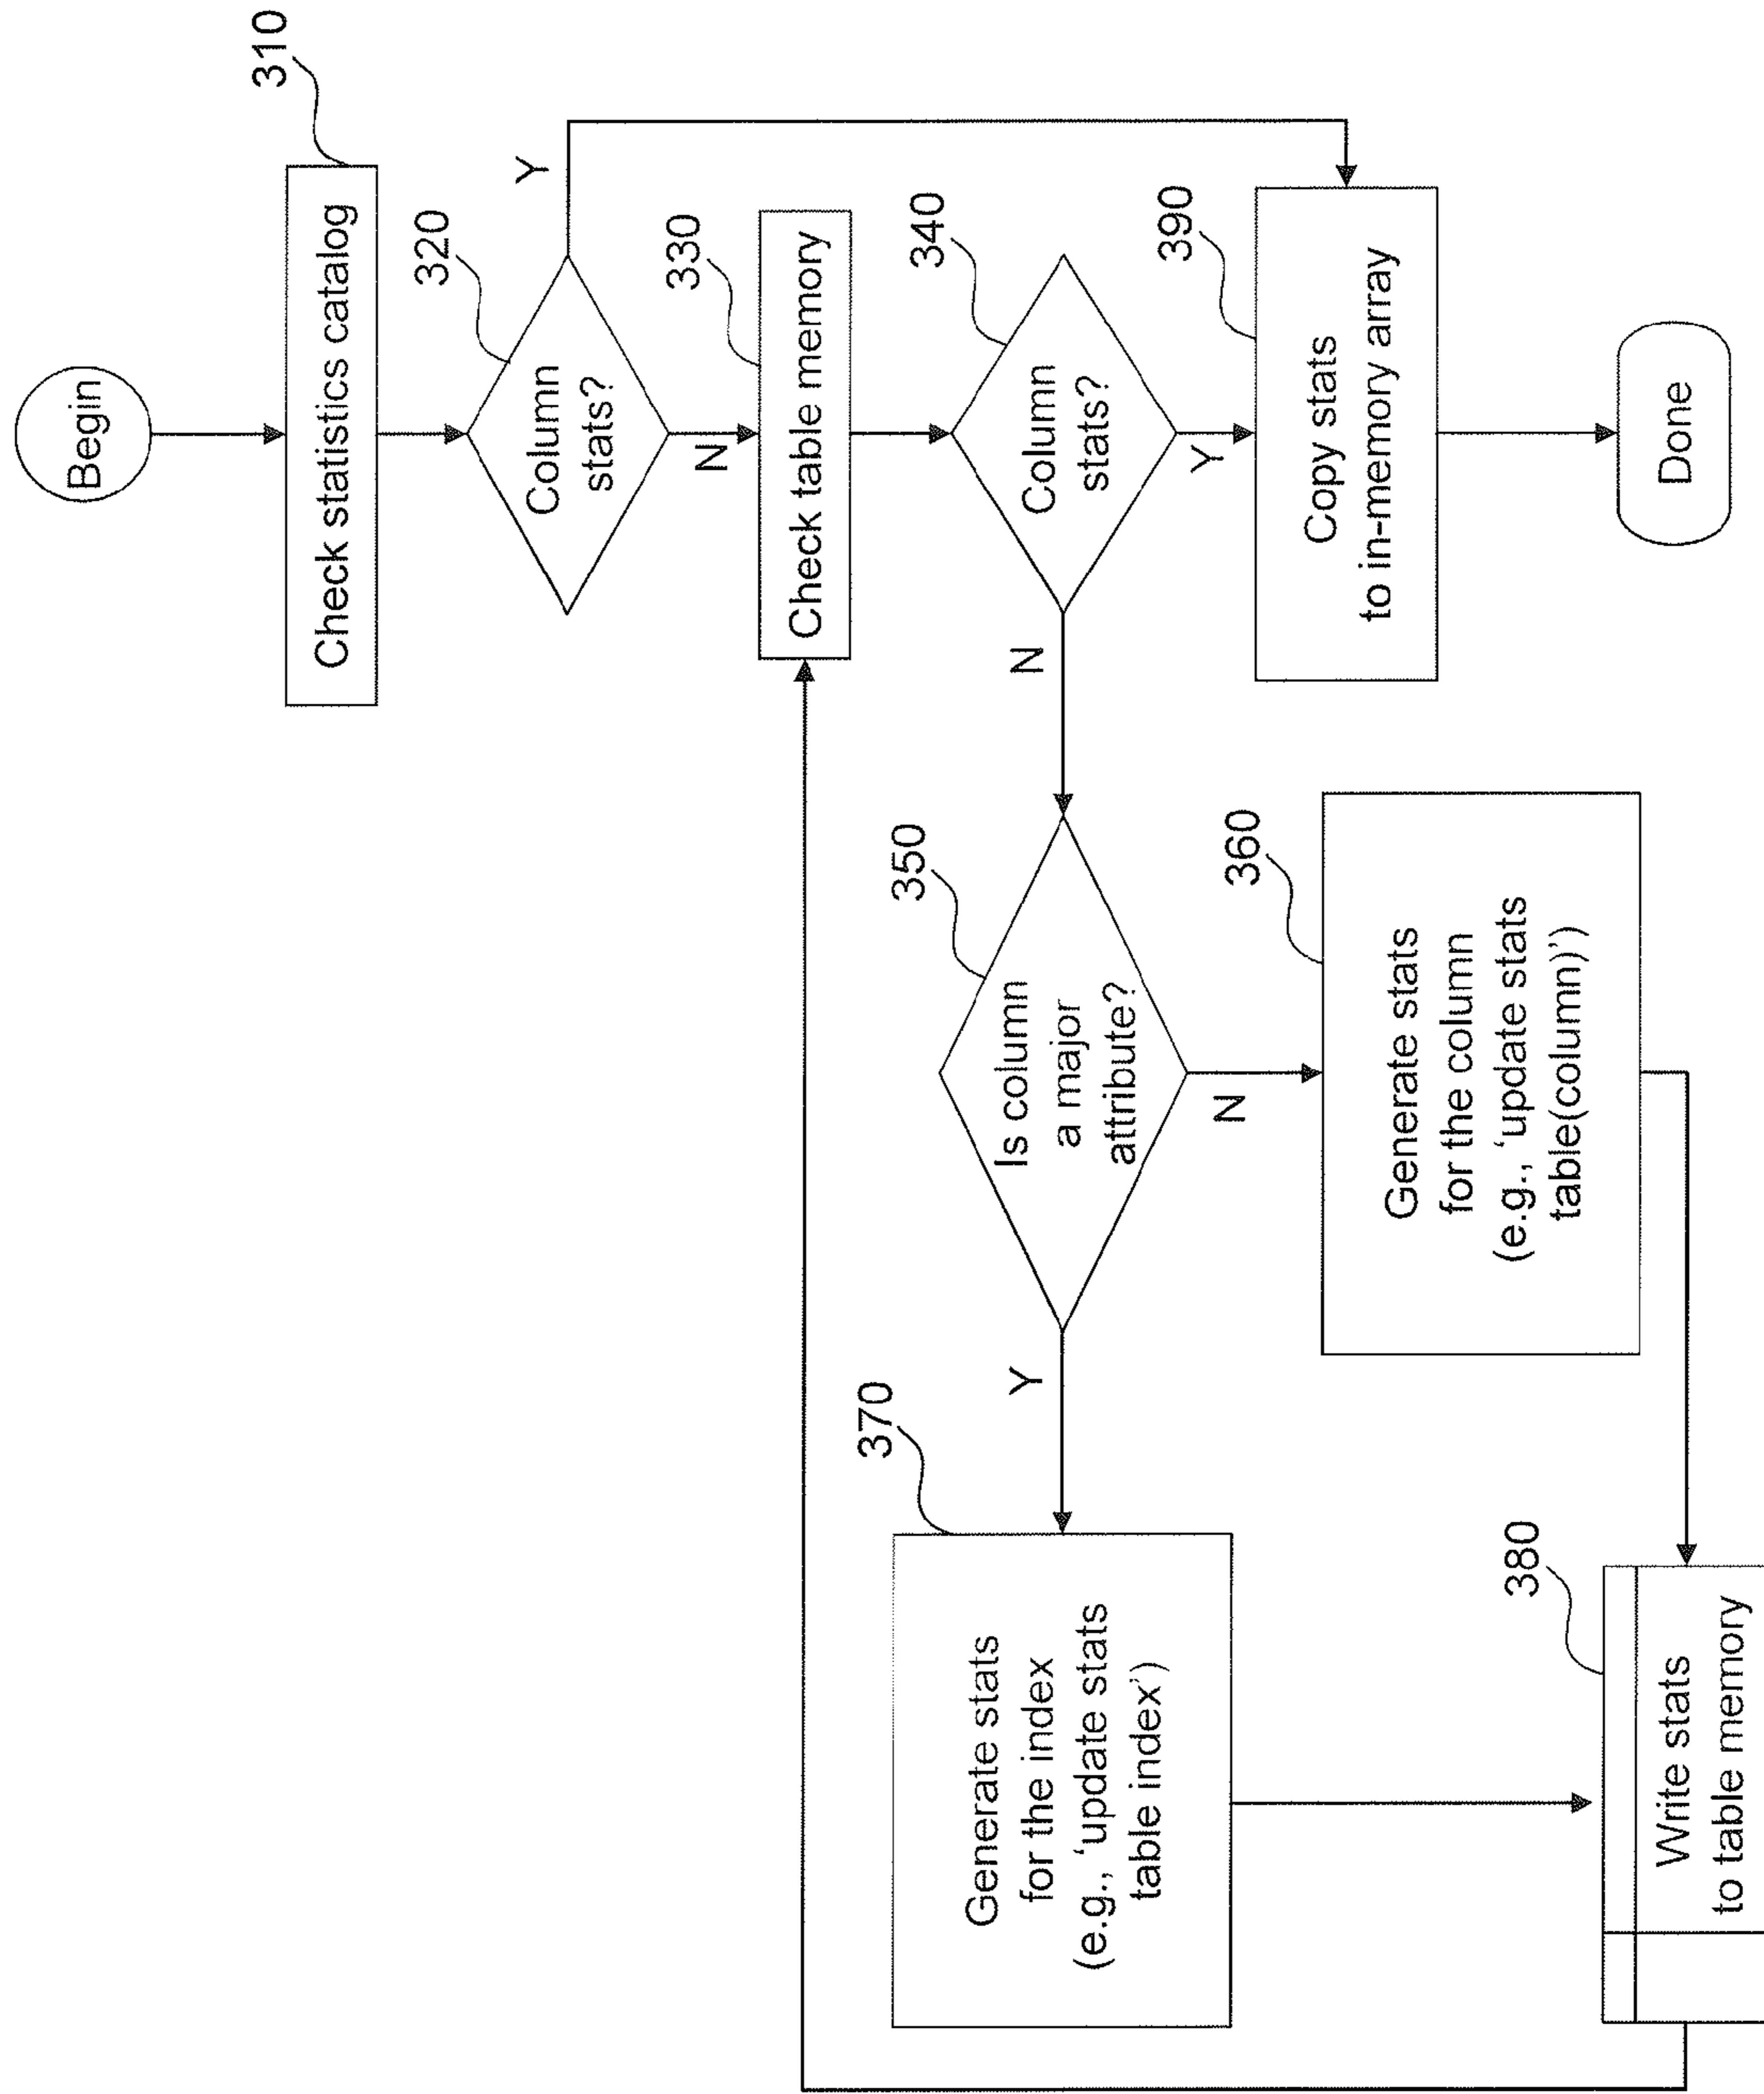 Begin
310
Check statistics catalog
320
Column
stats?
Y
N
330
Check table memory
340
Column
stats?
N
Y
350
Is column
a major
attribute?
Y
N
360
Generate stats
for the column
(e.g., ‘update stats
table(column)’)
370
Generate stats
for the index
(e.g., ‘update stats
table index’)
380
Write stats
to table memory
390
Copy stats
to in-memory array
Done